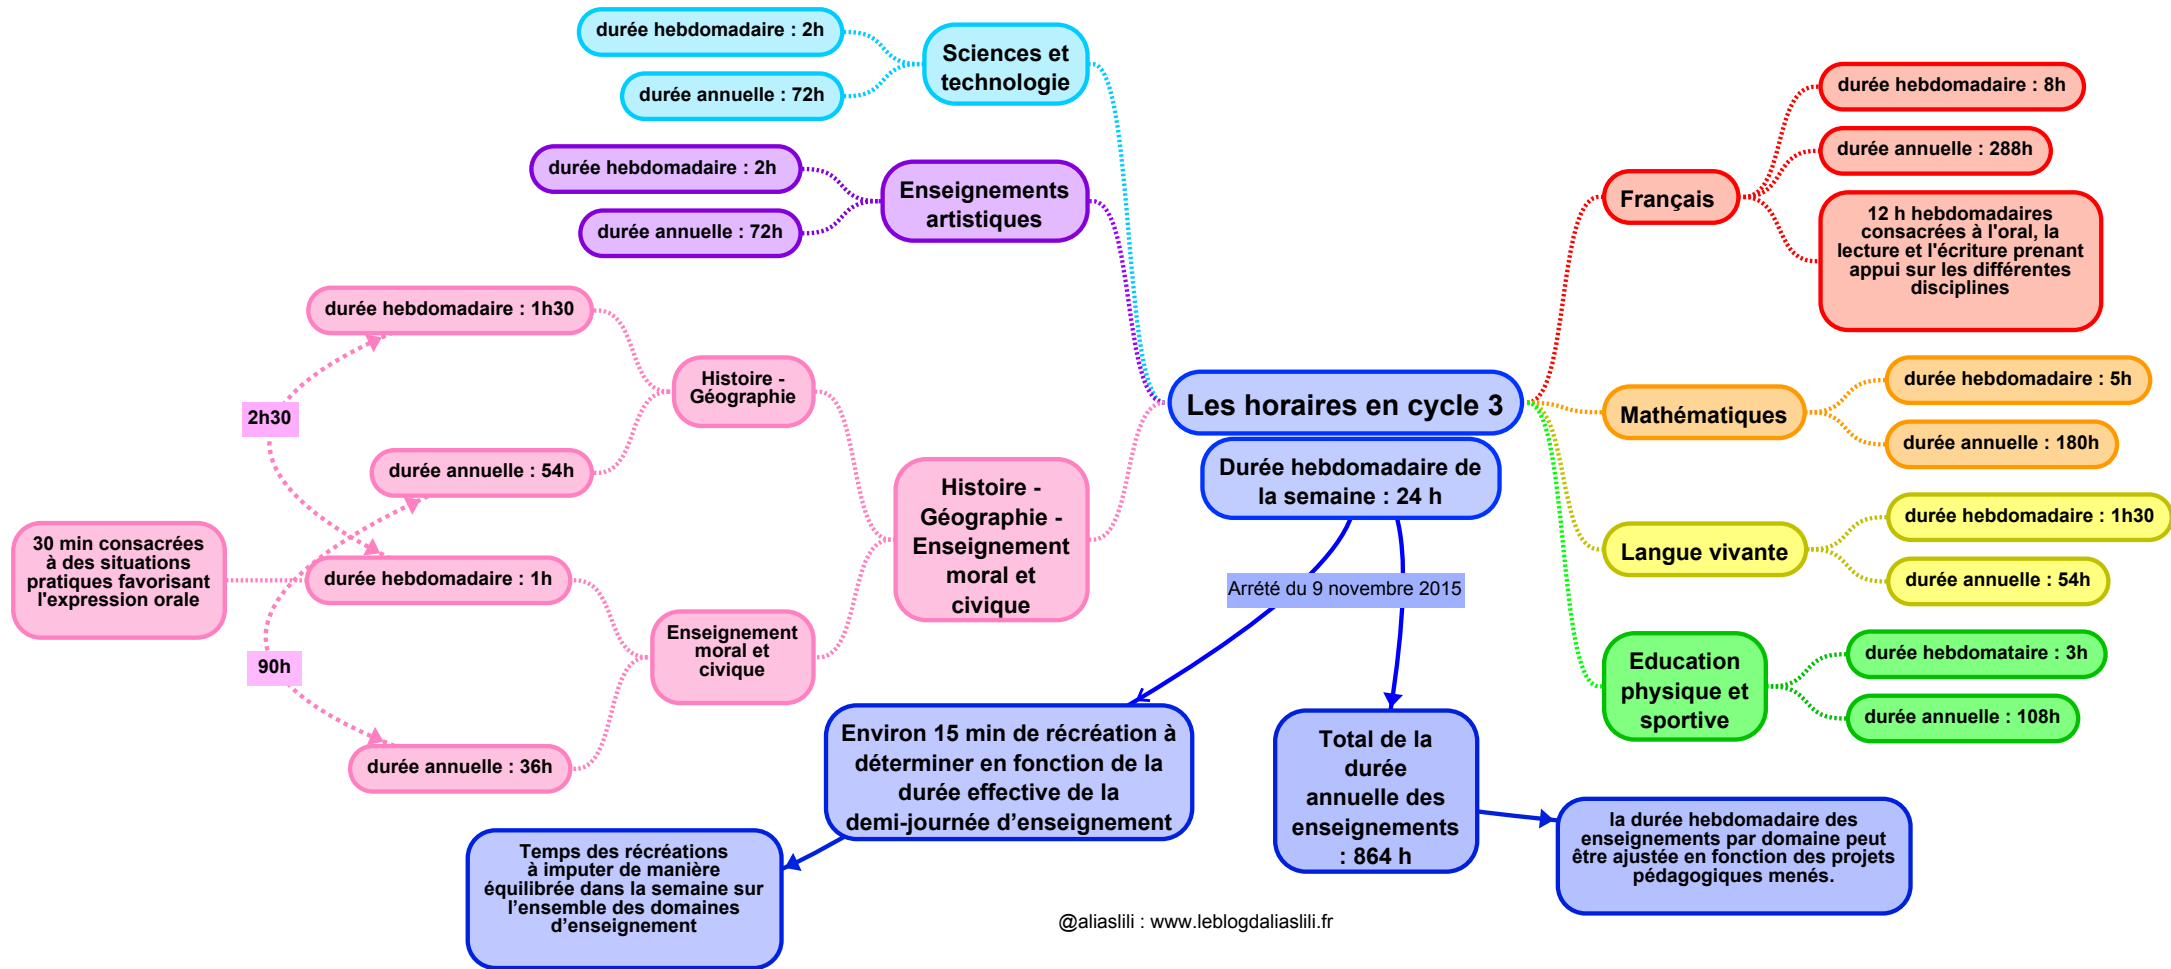 Les horaires en cycle 3
Durée hebdomadaire de
la semaine : 24 h
Arrété du 9 novembre 2015
Environ 15 min de récréation à
déterminer en fonction de la
durée effective de la
demi-journée d’enseignement
Temps des récréations
à imputer de manière
équilibrée dans la semaine sur
l’ensemble des domaines
d’enseignement
Total de la
durée
annuelle des
enseignements
: 864 h
la durée hebdomadaire des
enseignements par domaine peut
être ajustée en fonction des projets
pédagogiques menés.
Français
durée hebdomadaire : 8h
durée annuelle : 288h
12 h hebdomadaires
consacrées à l'oral, la
lecture et l'écriture prenant
appui sur les différentes
disciplines
Mathématiques
durée hebdomadaire : 5h
durée annuelle : 180h
Langue vivante
durée hebdomadaire : 1h30
durée annuelle : 54h
Education
physique et
sportive
durée hebdomataire : 3h
durée annuelle : 108h
Sciences et
technologie
durée hebdomadaire : 2h
durée annuelle : 72h
Enseignements
artistiques
durée hebdomadaire : 2h
durée annuelle : 72h
Histoire -
Géographie -
Enseignement
moral et
civique
Histoire -
Géographie
durée hebdomadaire : 1h30
durée annuelle : 54h
Enseignement
moral et
civique
durée hebdomadaire : 1h
durée annuelle : 36h
2h30
90h
30 min consacrées
à des situations
pratiques favorisant
l'expression orale
@aliaslili : www.leblogdaliaslili.fr